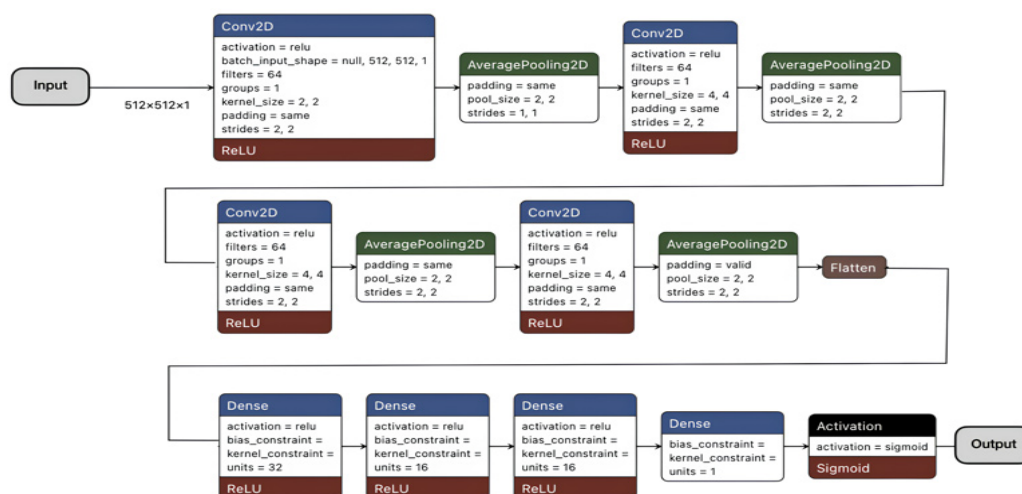 Input
512×512×1
Conv2D
activation = relu
batch_input_shape = null, 512, 512, 1
filters = 64
groups = 1
kernel_size = 2, 2
padding = same
strides = 2, 2
ReLU
AveragePooling2D
padding = same
pool_size = 2, 2
strides = 1, 1
Conv2D
activation = relu
filters = 64
groups = 1
kernel_size = 4, 4
padding = same
strides = 2, 2
ReLU
AveragePooling2D
padding = same
pool_size = 2, 2
strides = 2, 2
Conv2D
activation = relu
filters = 64
groups = 1
kernel_size = 4, 4
padding = same
strides = 2, 2
ReLU
AveragePooling2D
padding = same
pool_size = 2, 2
strides = 2, 2
Conv2D
activation = relu
filters = 64
groups = 1
kernel_size = 4, 4
padding = same
strides = 2, 2
ReLU
AveragePooling2D
padding = valid
pool_size = 2, 2
strides = 2, 2
Flatten
Dense
activation = relu
bias_constraint =
kernel_constraint =
units = 32
ReLU
Dense
activation = relu
bias_constraint =
kernel_constraint =
units = 16
ReLU
Dense
activation = relu
bias_constraint =
kernel_constraint =
units = 16
ReLU
Dense
bias_constraint =
kernel_constraint =
units = 1
Activation
activation = sigmoid
Sigmoid
Output